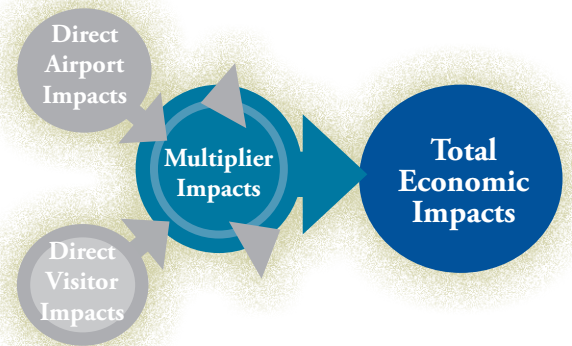 Direct
Airport
Impacts
Multiplier
Impacts
Total
Economic
Impacts
Direct
Visitor
Impacts